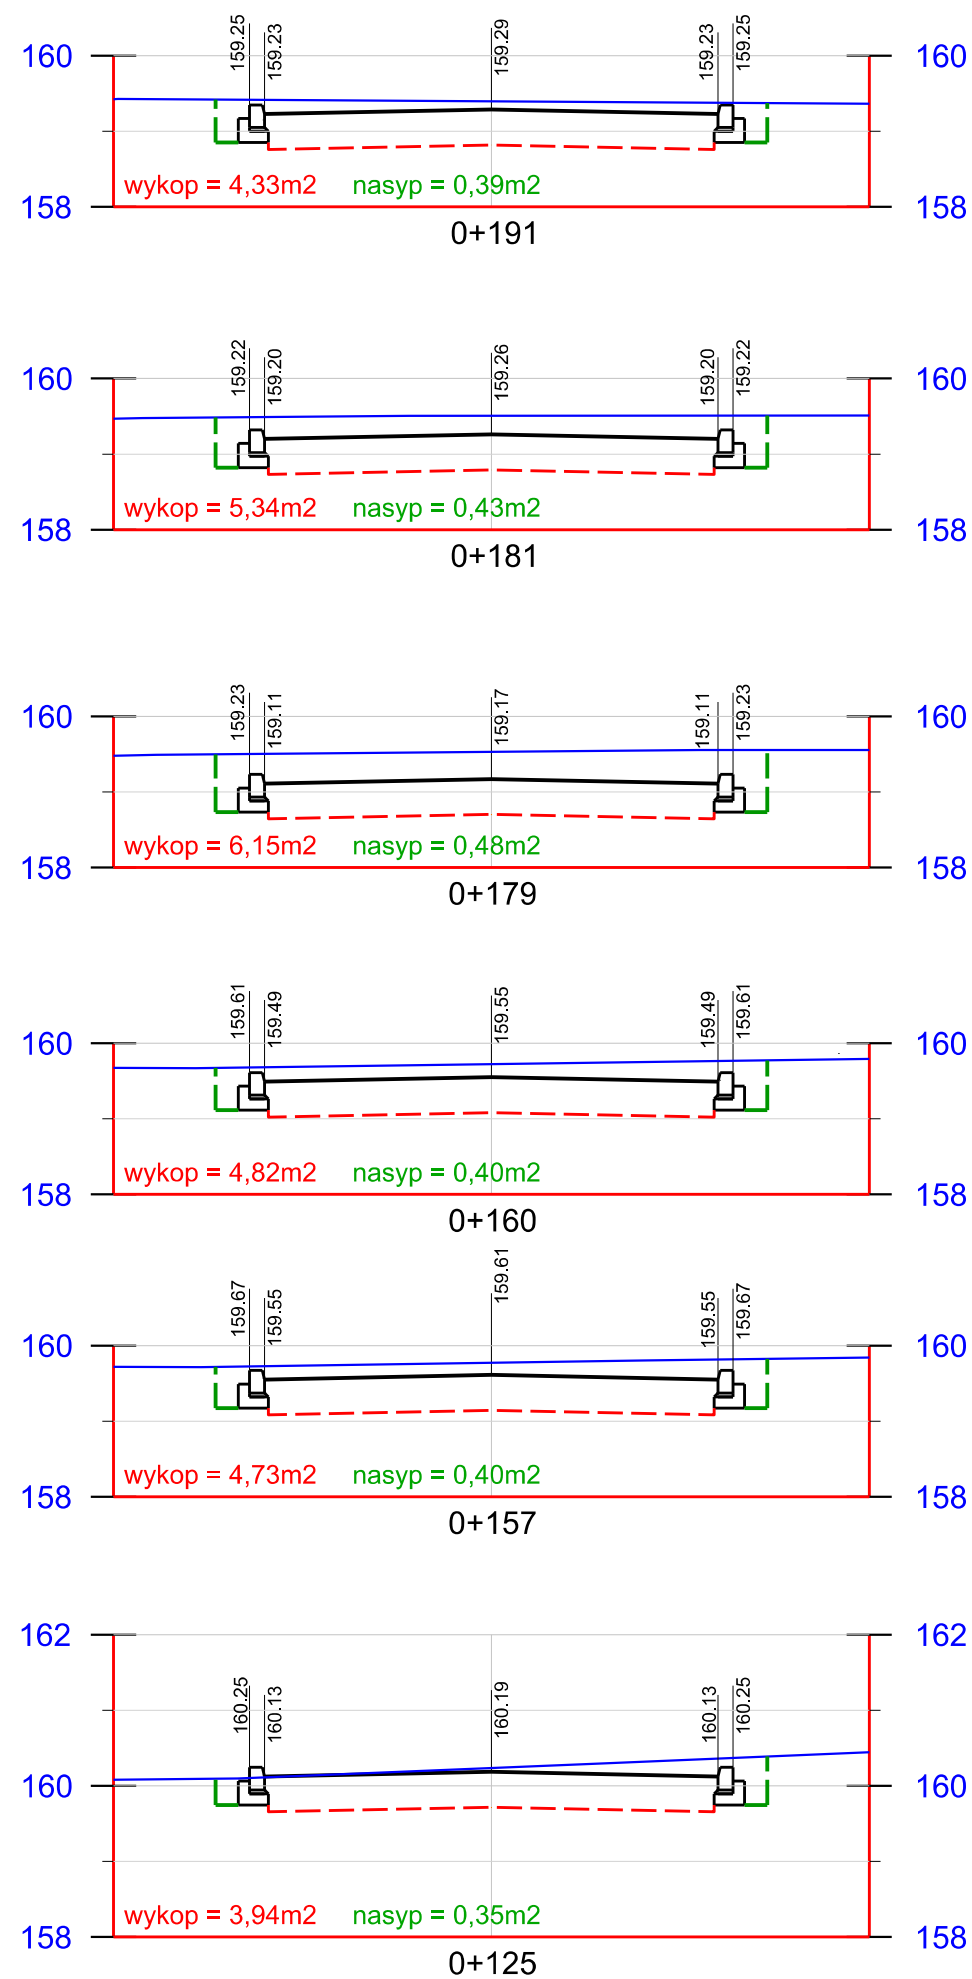 159.25 159.23 159.29 159.23 159.25
160 160
wykop = 4,33m2 nasyp = 0,39m2
158 158
0+191
159.22 159.20 159.26 159.20 159.22
160 160
wykop = 5,34m2 nasyp = 0,43m2
158 158
0+181
159.23 159.11 159.17 159.11 159.23
160 160
wykop = 6,15m2 nasyp = 0,48m2
158 158
0+179
159.61 159.49 159.55 159.49 159.61
160 160
wykop = 4,82m2 nasyp = 0,40m2
158 158
0+160
159.67 159.55 159.61 159.55 159.67
160 160
wykop = 4,73m2 nasyp = 0,40m2
158 158
0+157
162 162
160.25 160.13 160.19 160.13 160.25
160 160
wykop = 3,94m2 nasyp = 0,35m2
158 158
0+125